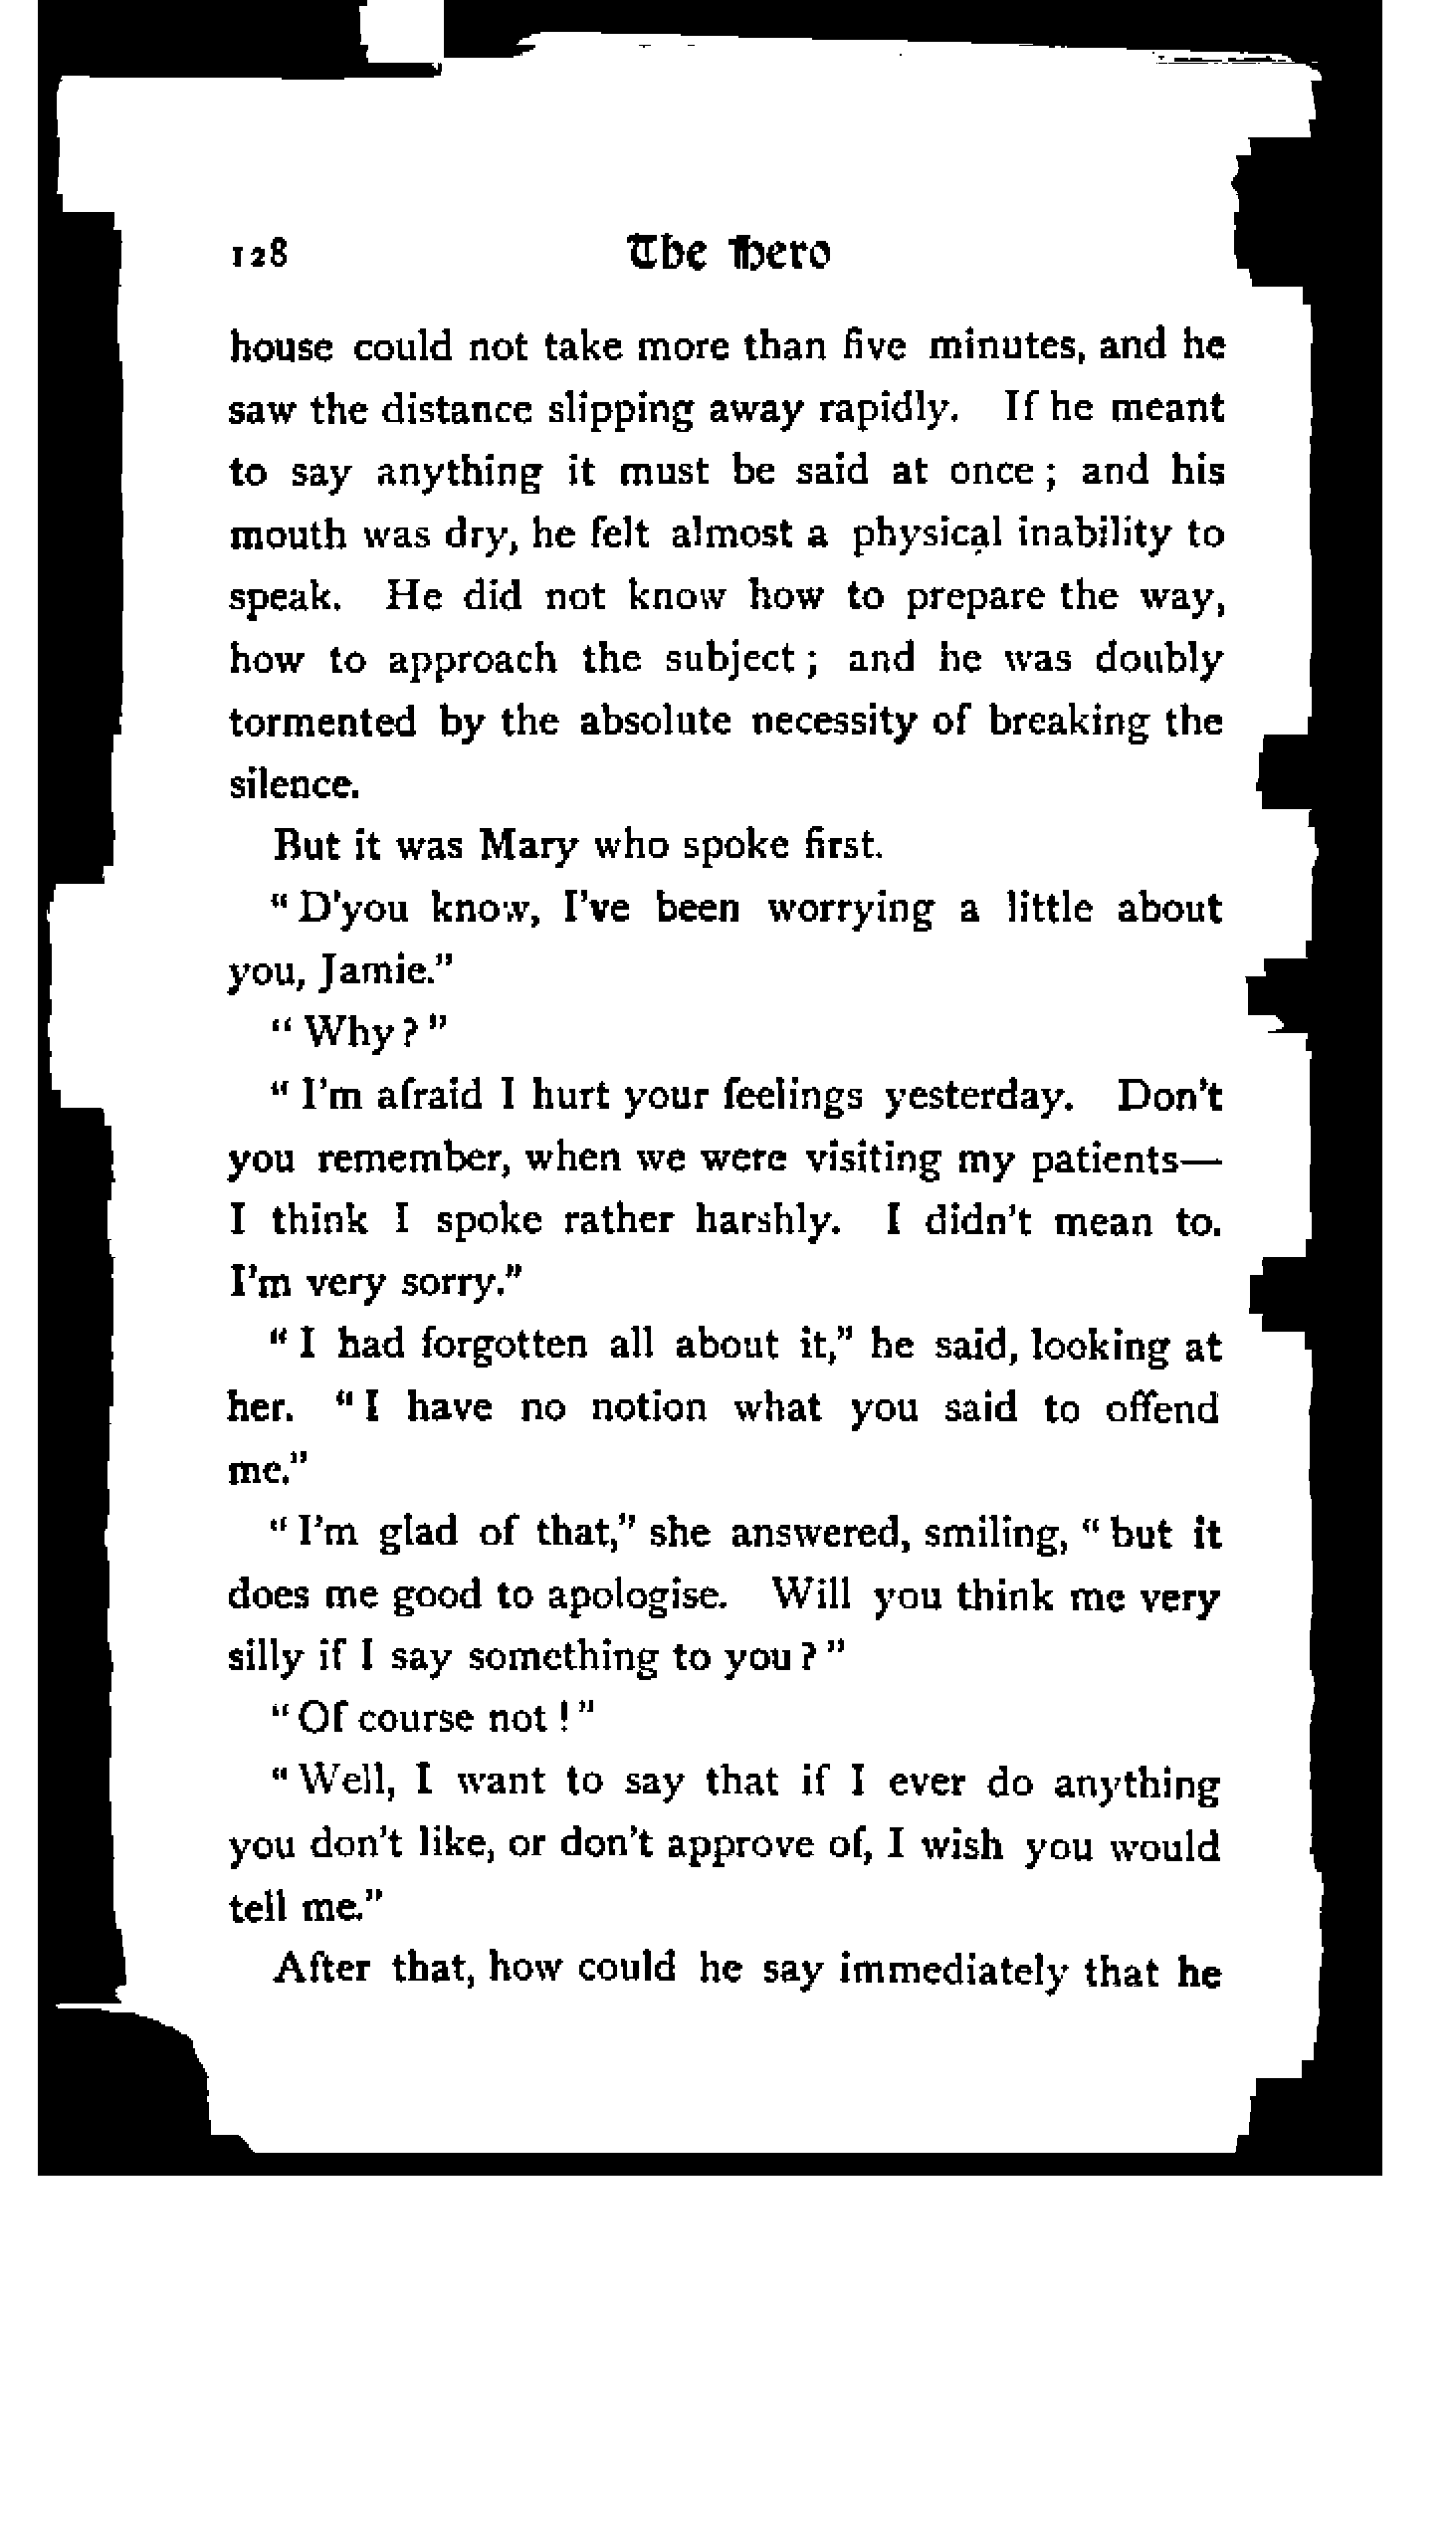 128 The Hero
house could not take more than five minutes, and he
saw the distance slipping away rapidly. If he meant
to say anything it must be said at once; and his
mouth was dry, he felt almost a physical inability to
speak. He did not know how to prepare the way,
how to approach the subject; and he was doubly
tormented by the absolute necessity of breaking the
silence.
But it was Mary who spoke first.
“D'you know, I've been worrying a little about
you, Jamie.”
“Why?”
“I'm afraid I hurt your feelings yesterday. Don't
you remember, when we were visiting my patients—
I think I spoke rather harshly. I didn't mean to.
I'm very sorry.”
“I had forgotten all about it,” he said, looking at
her. “I have no notion what you said to offend
me.”
“I'm glad of that,” she answered, smiling, “but it
does me good to apologise. Will you think me very
silly if I say something to you?”
“Of course not!”
“Well, I want to say that if I ever do anything
you don't like, or don't approve of, I wish you would
tell me.”
After that, how could he say immediately that he